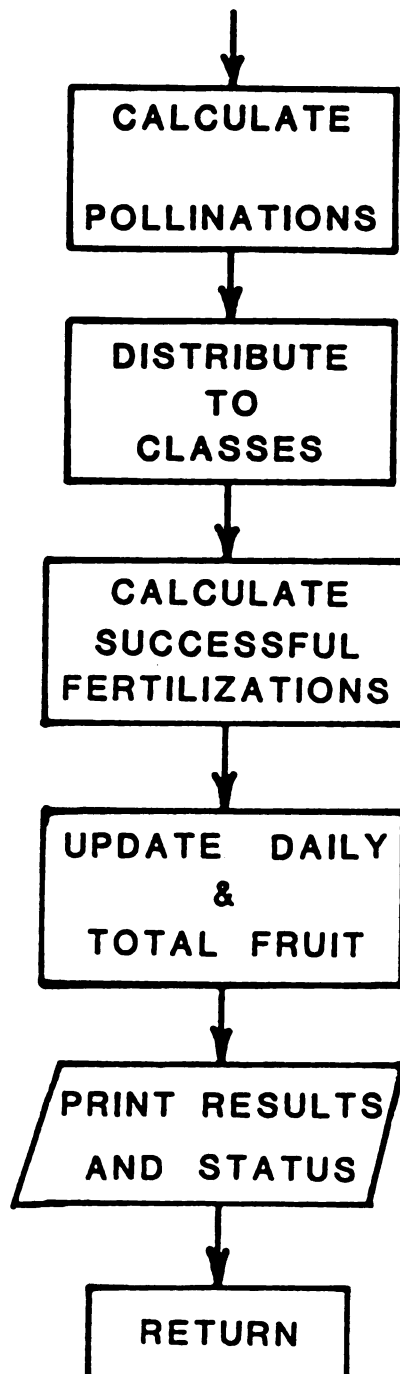 CALCULATE
POLLINATIONS
DISTRIBUTE
TO
CLASSES
CALCULATE
SUCCESSFUL
FERTILIZATIONS
UPDATE DAILY
&
TOTAL FRUIT
PRINT RESULTS
AND STATUS
RETURN